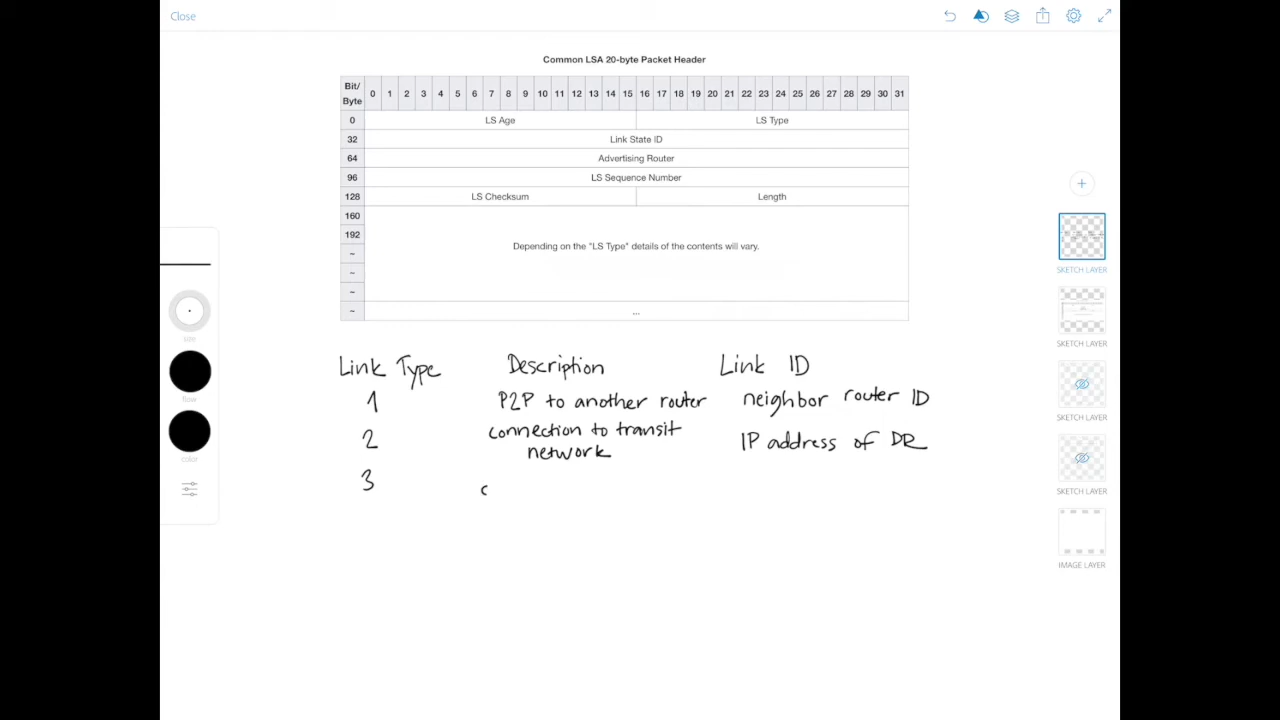 Close
Common LSA 20-byte Packet Header
Bit/ Byte 0 1 2 3 4 5 6 7 8 9 10 11 12 13 14 15 16 17 18 19 20 21 22 23 24 25 26 27 28 29 30 31
0 LS Age LS Type
32 Link State ID
64 Advertising Router
96 LS Sequence Number
128 LS Checksum Length
160
192
~ Depending on the "LS Type" details of the contents will vary.
~
~
~ ...
Link Type Description Link ID
1 P2P to another router neighbor router ID
2 connection to transit network IP address of DR
3 c
size
flow
color
SKETCH LAYER
SKETCH LAYER
SKETCH LAYER
SKETCH LAYER
IMAGE LAYER